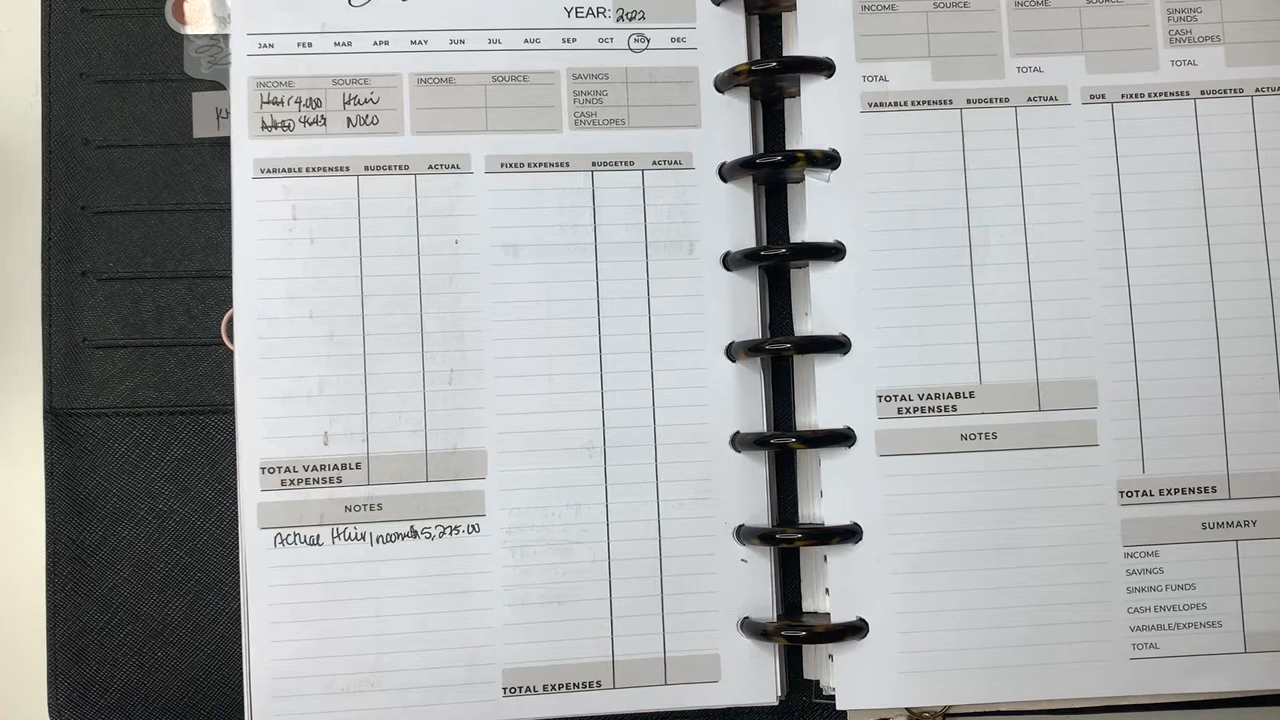 YEAR: 2022
JAN FEB MAR APR MAY JUN JUL AUG SEP OCT NOV DEC
INCOME: SOURCE:
Hair 4,000 Hair
Hair
INCOME: SOURCE:
SAVINGS
SINKING FUNDS
CASH ENVELOPES
VARIABLE EXPENSES BUDGETED ACTUAL
FIXED EXPENSES BUDGETED ACTUAL
TOTAL VARIABLE
EXPENSES
NOTES
Actual Hair Income $5,275.00
TOTAL EXPENSES
INCOME: SOURCE:
INCOME: SOURCE:
SINKING
FUNDS
CASH
ENVELOPES
TOTAL
TOTAL
TOTAL
VARIABLE EXPENSES BUDGETED ACTUAL
DUE FIXED EXPENSES BUDGETED
TOTAL VARIABLE
EXPENSES
NOTES
TOTAL EXPENSES
SUMMARY
INCOME
SAVINGS
SINKING FUNDS
CASH ENVELOPES
VARIABLE/EXPENSES
TOTAL